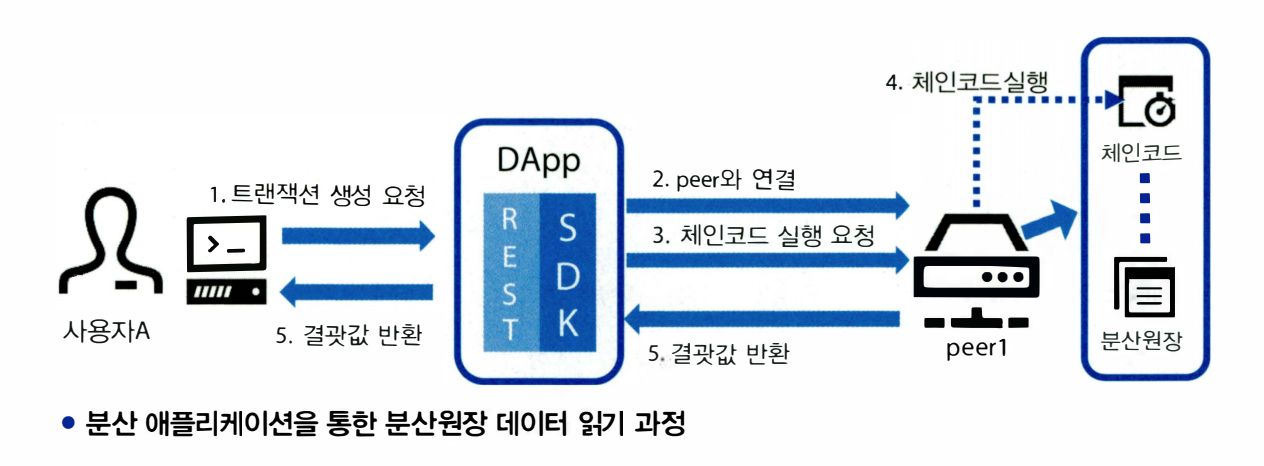 4. 체인코드실행
체인코드
DApp
REST
SDK
1. 트랜잭션 생성 요청
2. peer와 연결
3. 체인코드 실행 요청
사용자A
5. 결괏값 반환
5. 결괏값 반환
peer1
분산원장
• 분산 애플리케이션을 통한 분산원장 데이터 읽기 과정